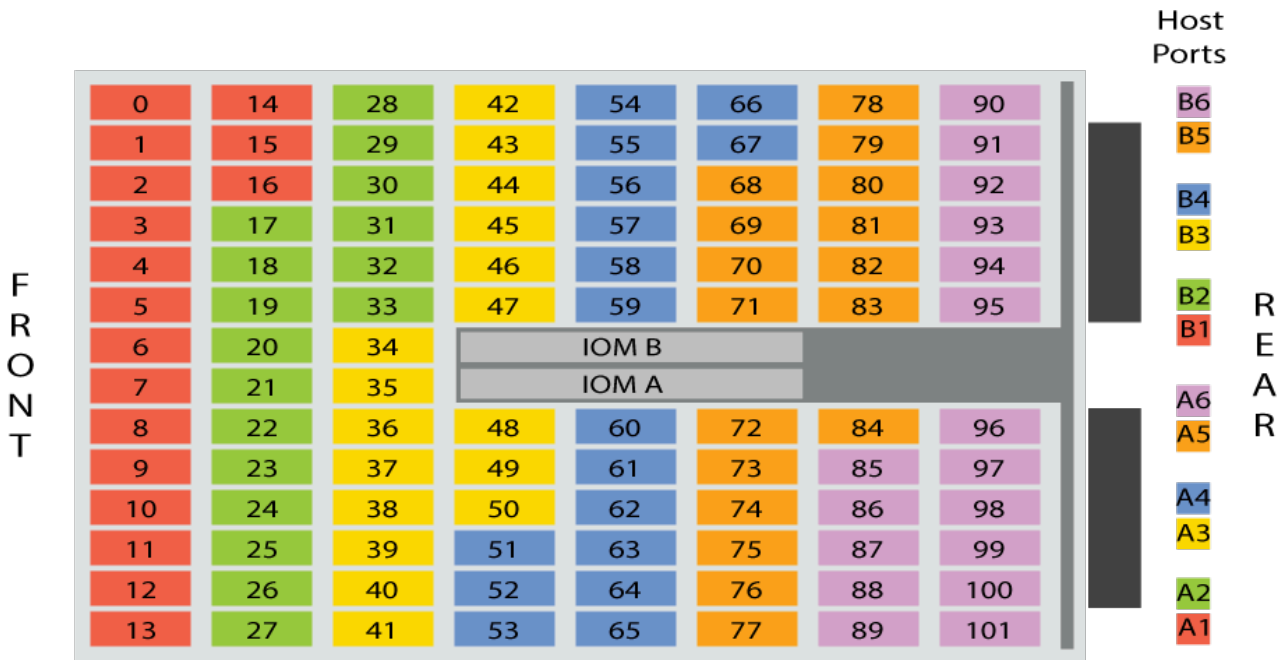 Host
Ports
0 14 28 42 54 66 78 90 B6
1 15 29 43 55 67 79 91 B5
2 16 30 44 56 68 80 92 B4
3 17 31 45 57 69 81 93 B3
4 18 32 46 58 70 82 94
5 19 33 47 59 71 83 95 B2
6 20 34 IOM B B1
7 21 35 IOM A A6
8 22 36 48 60 72 84 96 A5
9 23 37 49 61 73 85 97
10 24 38 50 62 74 86 98 A4
11 25 39 51 63 75 87 99 A3
12 26 40 52 64 76 88 100 A2
13 27 41 53 65 77 89 101 A1
FRONT
REAR